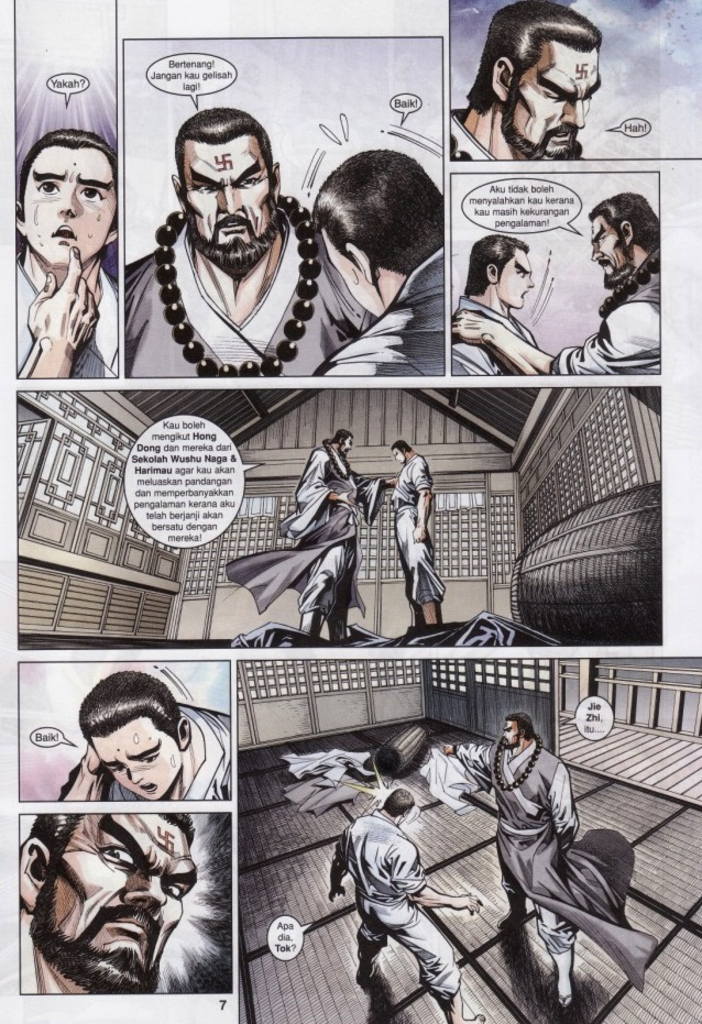 Yakah?
Bertenang!
Jangan kau gelisah
lagi!
Baik!
Hah!
Aku tidak boleh
menyalahkan kau kerana
kau masih kekurangan
pengalaman!
Kau boleh
mengikut Hong
Dong dan mereka dari
Sekolah Wushu Naga &
Harimau agar kau akan
meluaskan pandangan
dan memperbanyakkan
pengalaman kerana aku
telah berjanji akan
bersatu dengan
mereka!
Baik!
Jie
Zhi,
itu....
Apa
dia,
Tok?
7